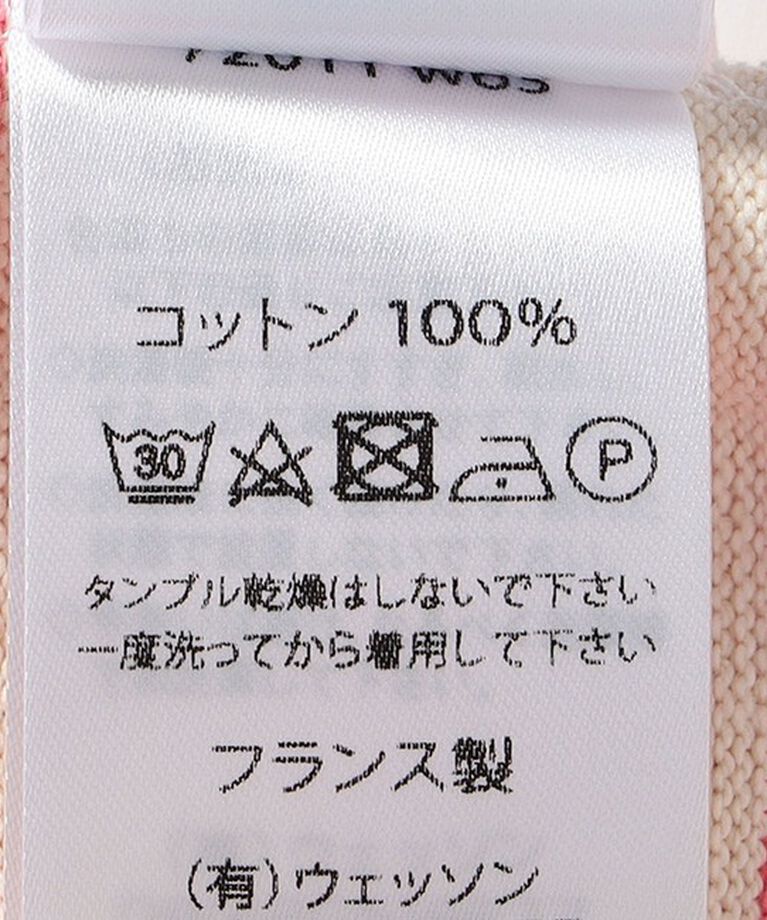 コットン 100%
30 P
タンブル乾燥はしないで下さい
一度洗ってから着用して下さい
フランス製
(有)ウェッソン